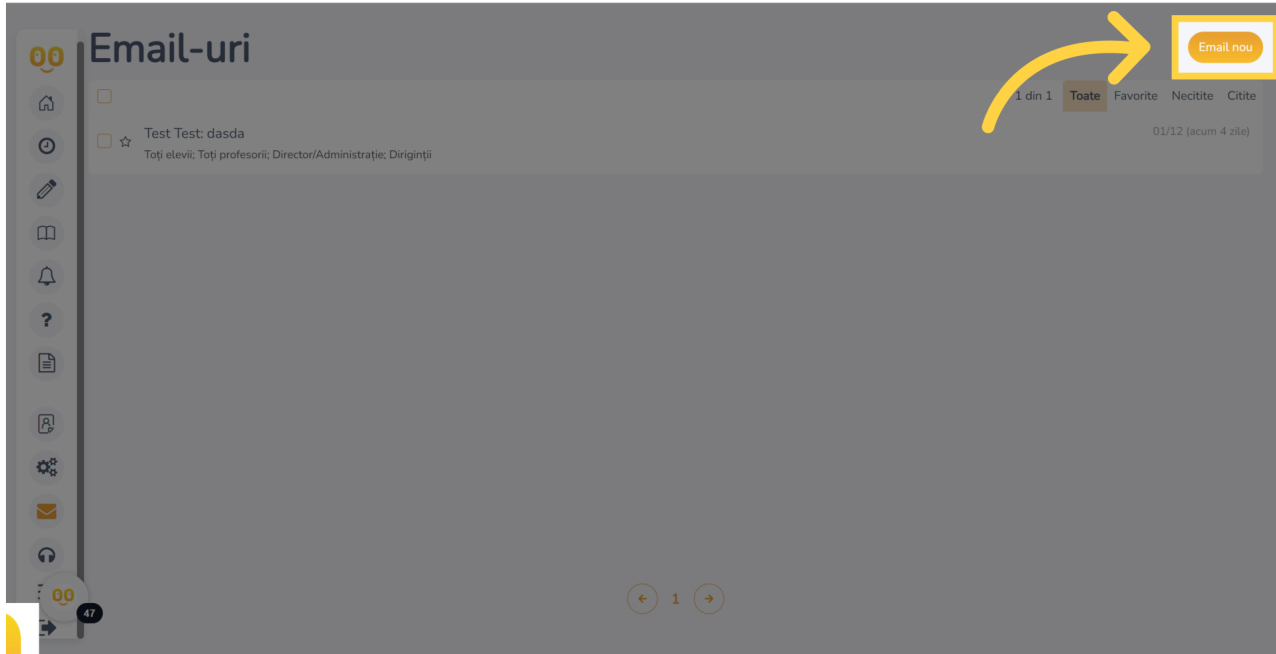 Email-uri
Email nou
1 din 1 Toate Favorite Necitite Citite
Test Test: dasda
01/12 (acum 4 zile)
Toți elevii; Toți profesorii; Director/Administrație; Diriginții
?
1
47